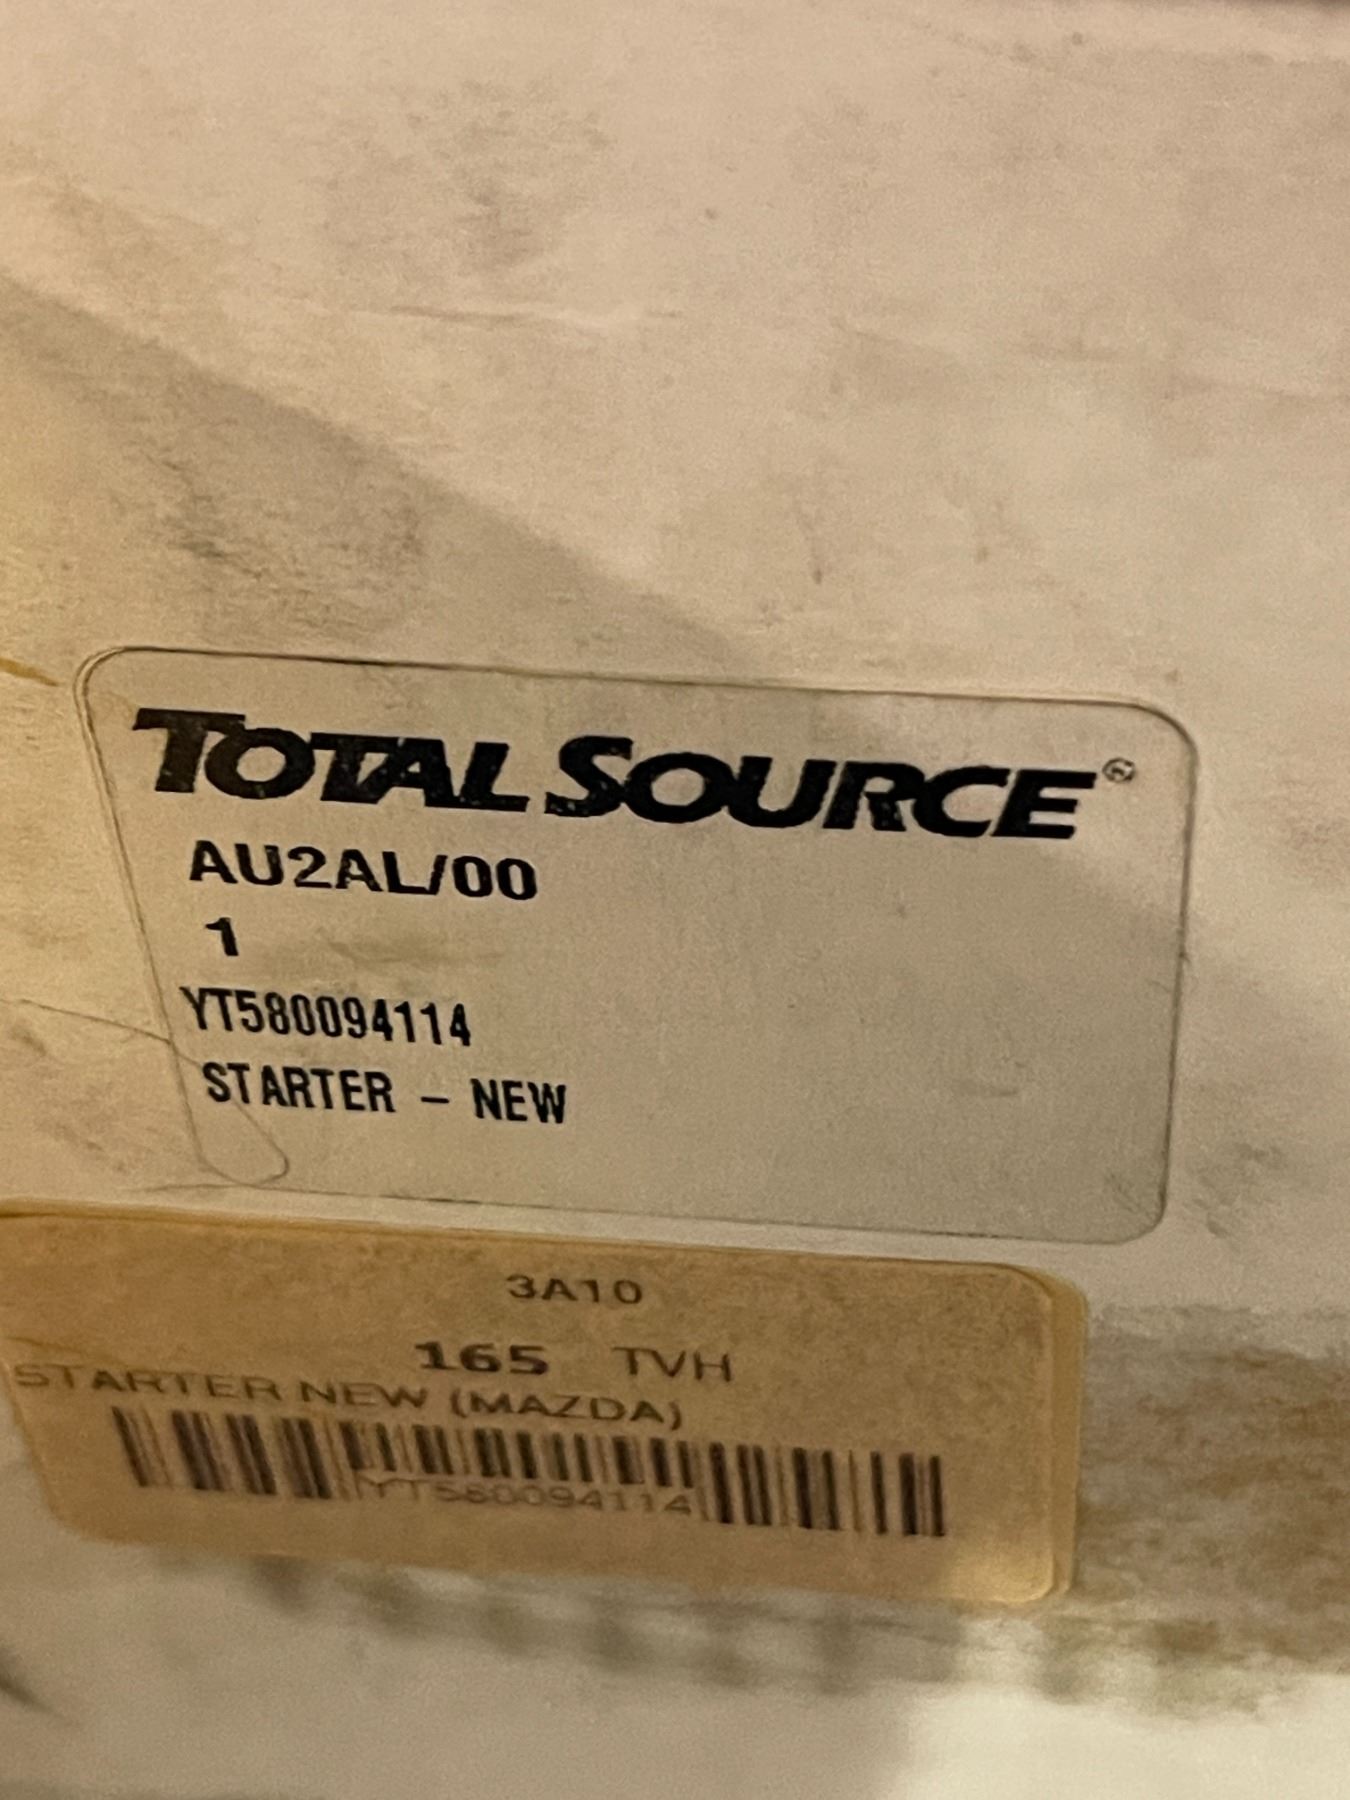 TOTAL SOURCE®
AU2AL/00
1
YT580094114
STARTER - NEW
3A10
165 TVH
STARTER NEW (MAZDA)
YT580094114